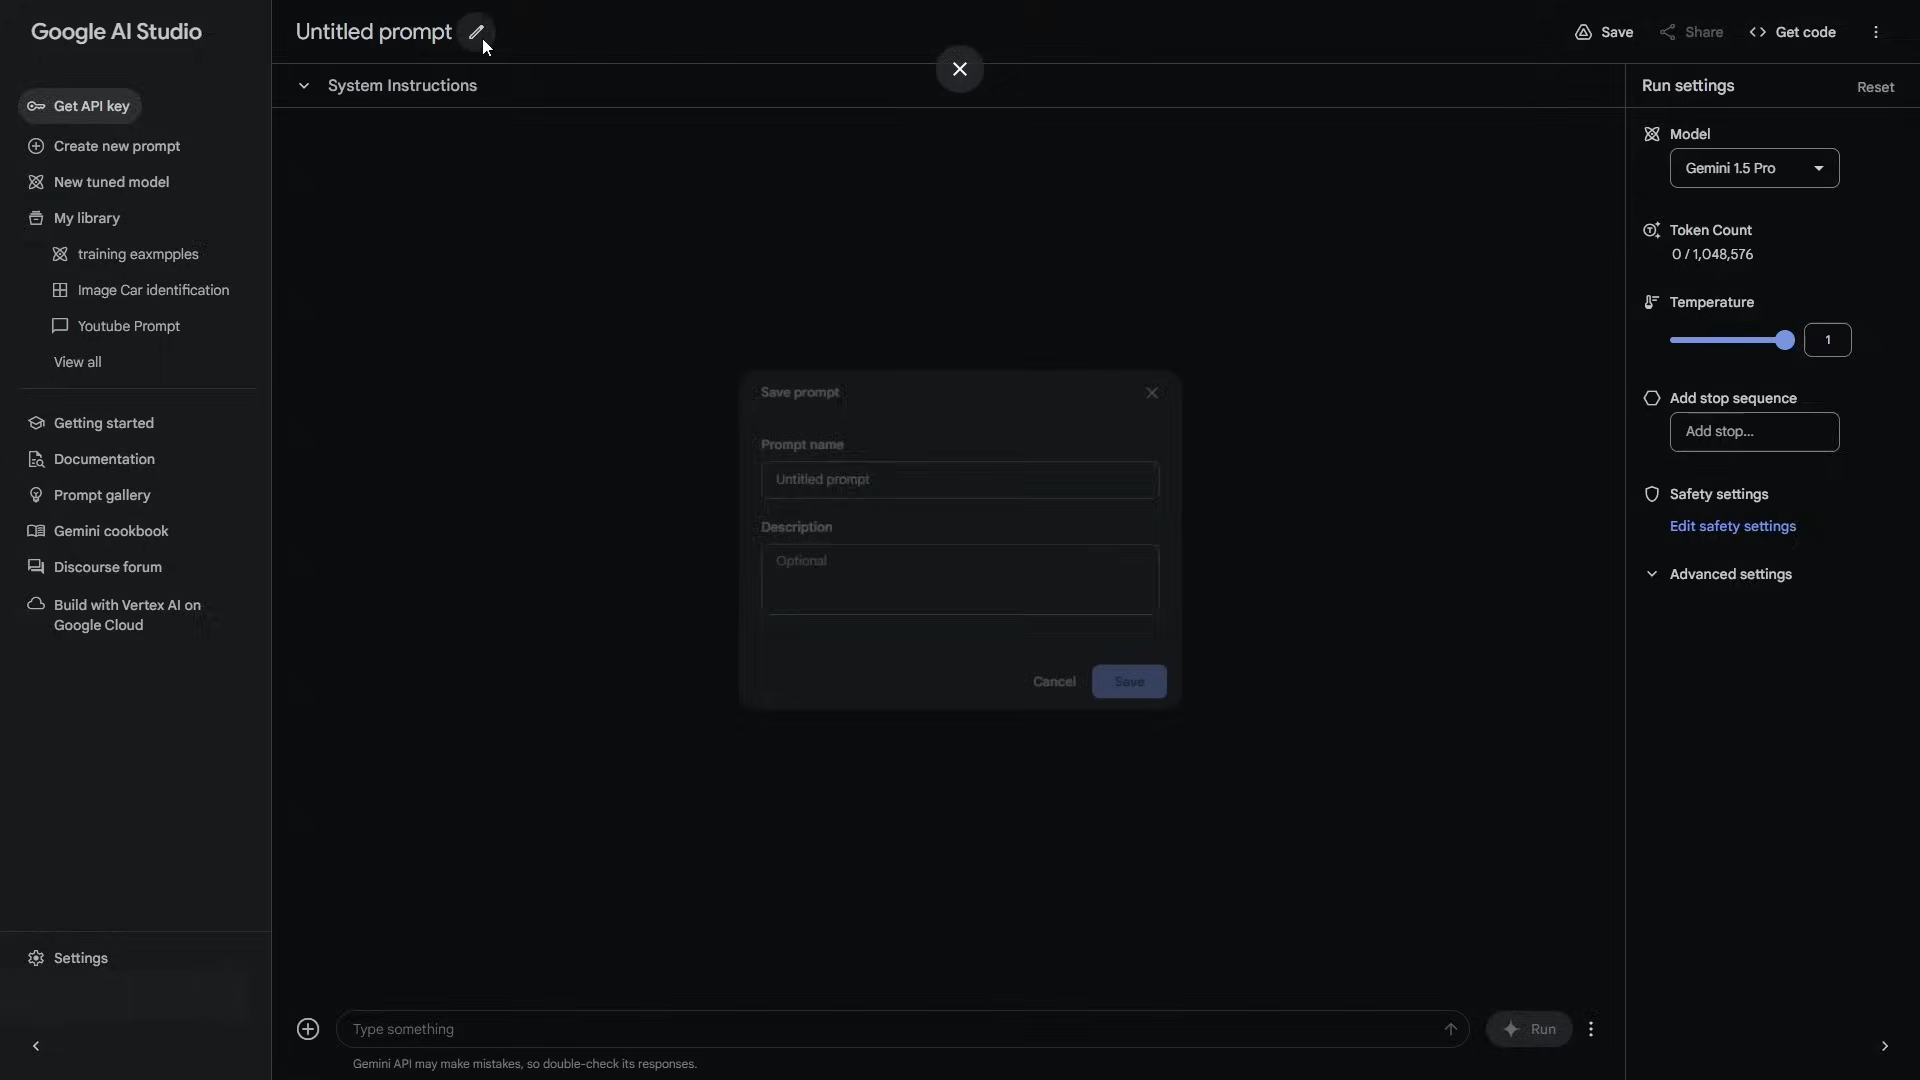 Google AI Studio
Get API key
Create new prompt
New tuned model
My library
training eaxmpples
Image Car identification
Youtube Prompt
View all
Getting started
Documentation
Prompt gallery
Gemini cookbook
Discourse forum
Build with Vertex AI on
Google Cloud
Settings
Untitled prompt
Save
Share
Get code
System Instructions
Save prompt
Prompt name
Untitled prompt
Description
Optional
Cancel
Save
Type something
Run
Gemini API may make mistakes, so double-check its responses.
Run settings
Reset
Model
Gemini 1.5 Pro
Token Count
0 / 1,048,576
Temperature
1
Add stop sequence
Add stop...
Safety settings
Edit safety settings
Advanced settings